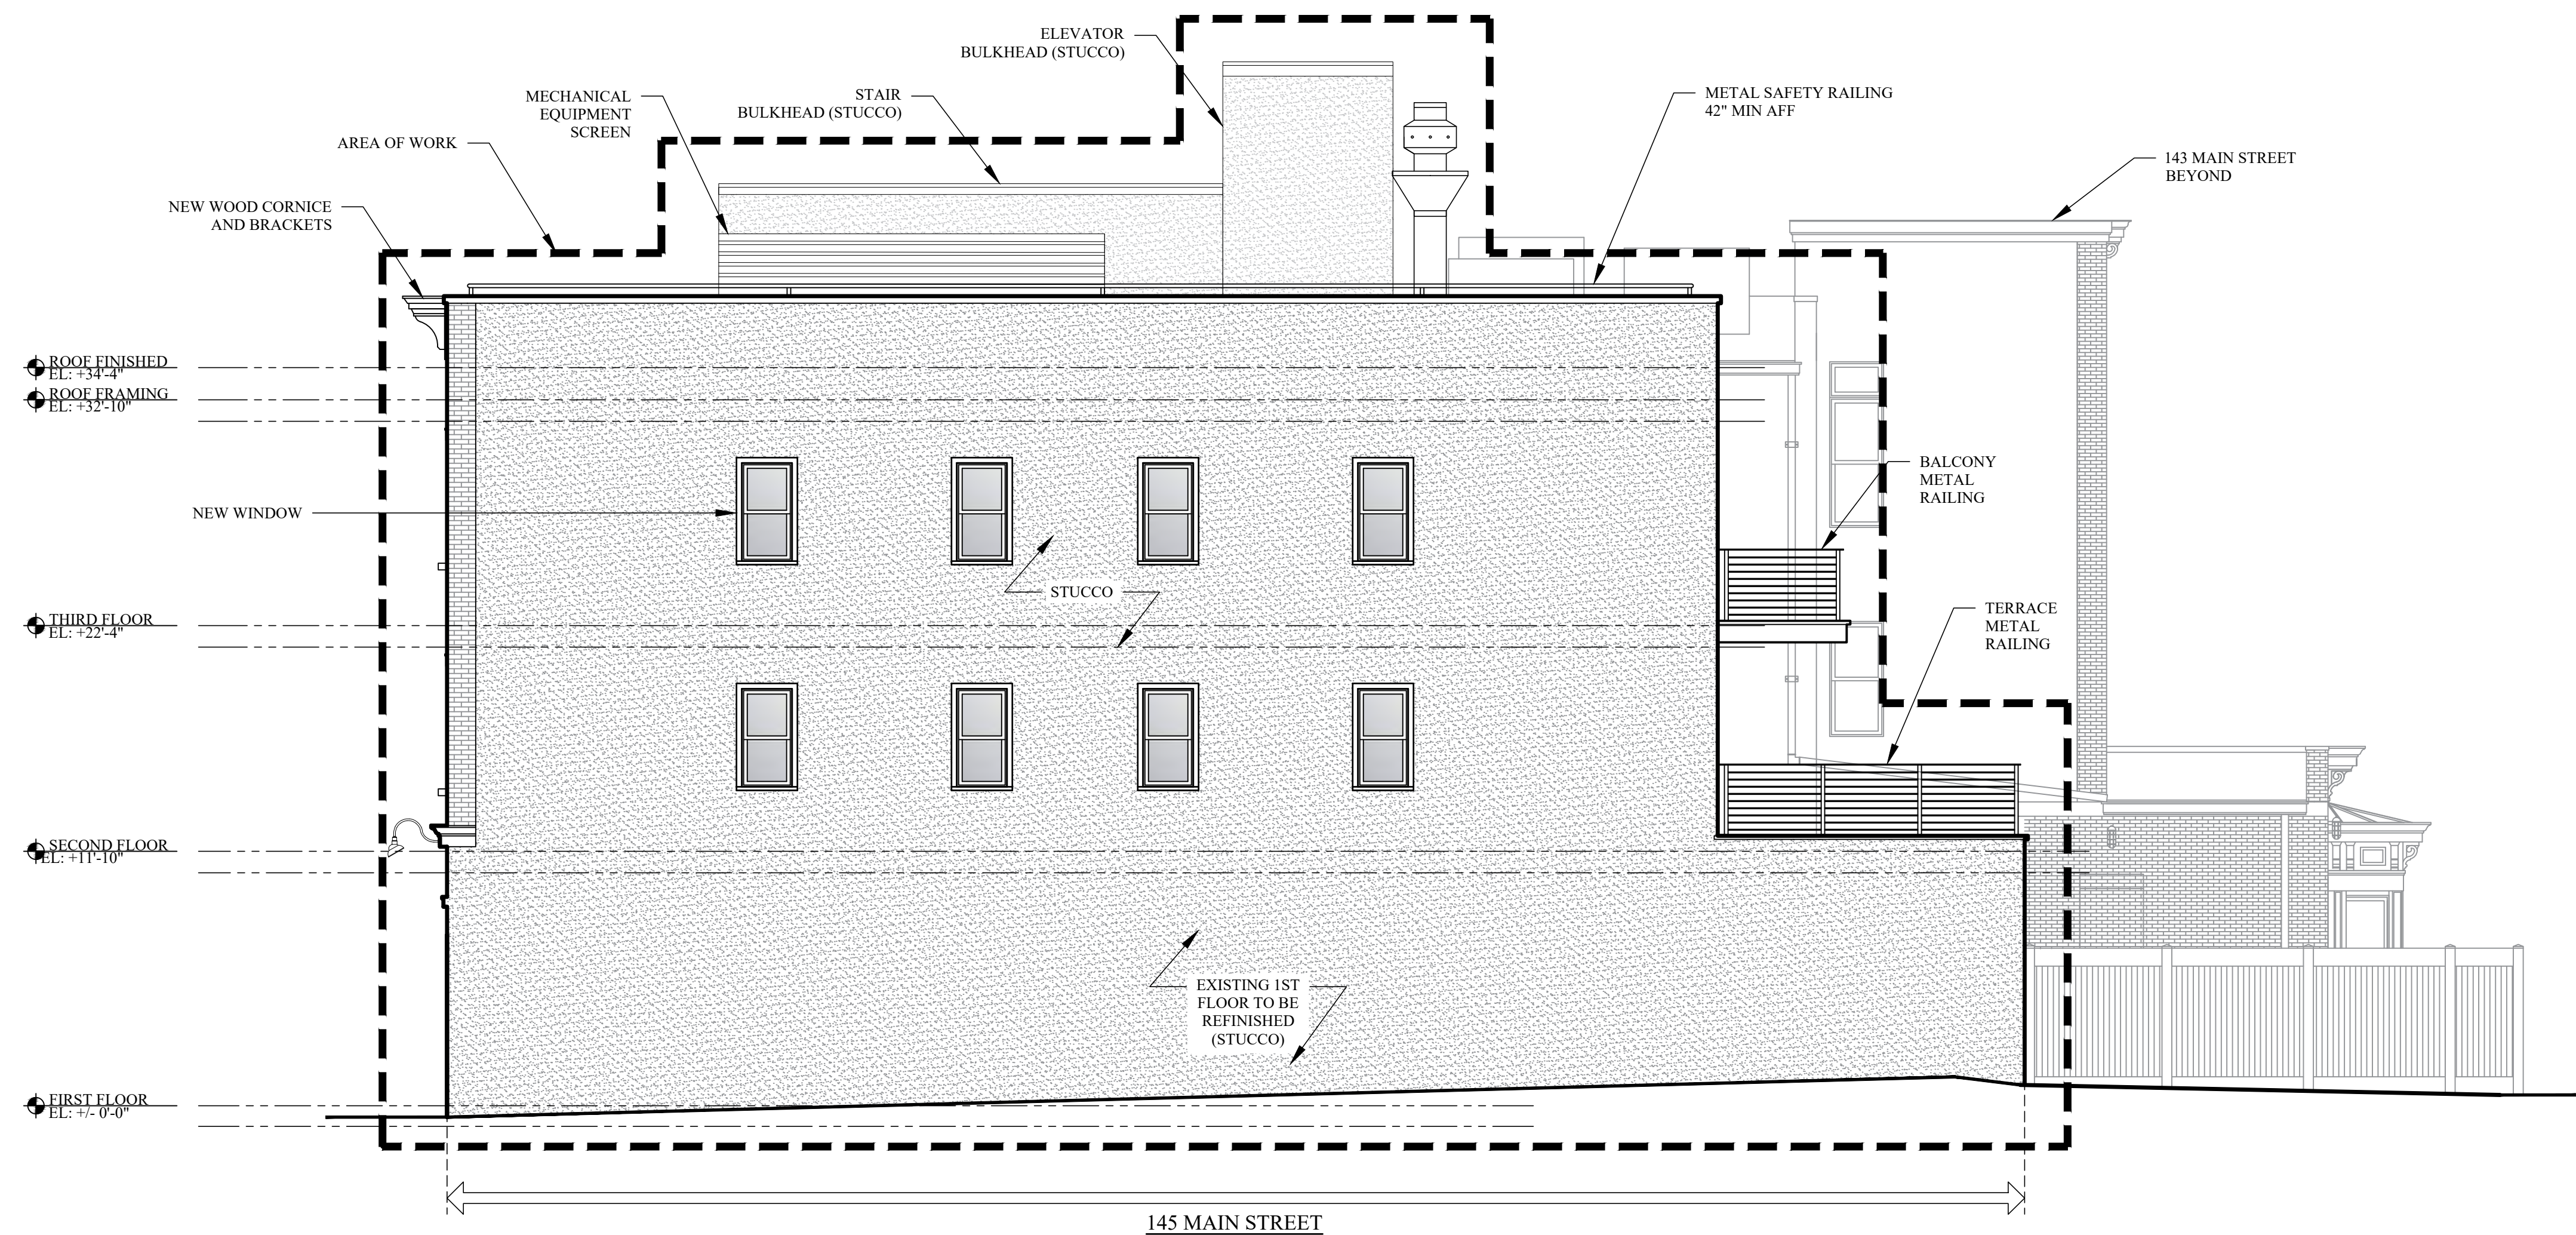 ELEVATOR
BULKHEAD (STUCCO)
STAIR
BULKHEAD (STUCCO)
MECHANICAL
EQUIPMENT
SCREEN
METAL SAFETY RAILING
42" MIN AFF
AREA OF WORK
143 MAIN STREET
BEYOND
NEW WOOD CORNICE
AND BRACKETS
ROOF FINISHED
EL: +34'-4"
ROOF FRAMING
EL: +32'-10"
BALCONY
METAL
RAILING
NEW WINDOW
STUCCO
THIRD FLOOR
EL: +22'-4"
TERRACE
METAL
RAILING
SECOND FLOOR
EL: +11'-10"
EXISTING 1ST
FLOOR TO BE
REFINISHED
(STUCCO)
FIRST FLOOR
EL: +/- 0'-0"
145 MAIN STREET